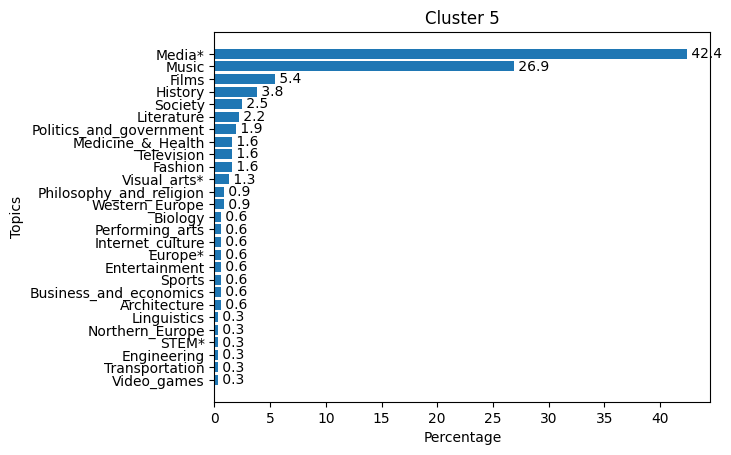 Cluster 5
Media* 42.4
Music 26.9
Films 5.4
History 3.8
Society 2.5
Literature 2.2
Politics_and_government 1.9
Medicine_&_Health 1.6
Television 1.6
Fashion 1.6
Visual_arts* 1.3
Philosophy_and_religion 0.9
Western_Europe 0.9
Biology 0.6
Performing_arts 0.6
Internet_culture 0.6
Europe* 0.6
Entertainment 0.6
Sports 0.6
Business_and_economics 0.6
Architecture 0.6
Linguistics 0.3
Northern_Europe 0.3
STEM* 0.3
Engineering 0.3
Transportation 0.3
Video_games 0.3
Topics
0 5 10 15 20 25 30 35 40
Percentage